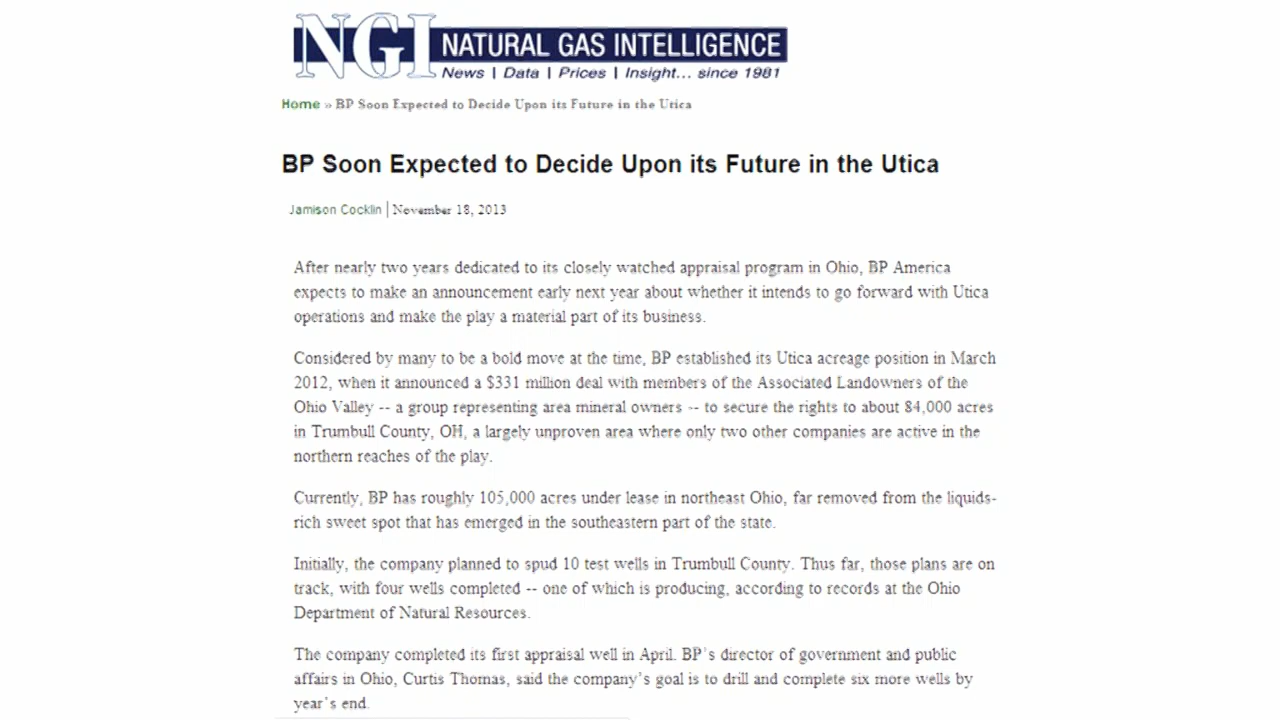 NGI NATURAL GAS INTELLIGENCE
News | Data | Prices | Insight... since 1981
Home » BP Soon Expected to Decide Upon its Future in the Utica
BP Soon Expected to Decide Upon its Future in the Utica
Jamison Cocklin | November 18, 2013
After nearly two years dedicated to its closely watched appraisal program in Ohio, BP America
expects to make an announcement early next year about whether it intends to go forward with Utica
operations and make the play a material part of its business.
Considered by many to be a bold move at the time, BP established its Utica acreage position in March
2012, when it announced a $331 million deal with members of the Associated Landowners of the
Ohio Valley -- a group representing area mineral owners -- to secure the rights to about 84,000 acres
in Trumbull County, OH, a largely unproven area where only two other companies are active in the
northern reaches of the play.
Currently, BP has roughly 105,000 acres under lease in northeast Ohio, far removed from the liquids-
rich sweet spot that has emerged in the southeastern part of the state.
Initially, the company planned to spud 10 test wells in Trumbull County. Thus far, those plans are on
track, with four wells completed -- one of which is producing, according to records at the Ohio
Department of Natural Resources.
The company completed its first appraisal well in April. BP's director of government and public
affairs in Ohio, Curtis Thomas, said the company's goal is to drill and complete six more wells by
year's end.